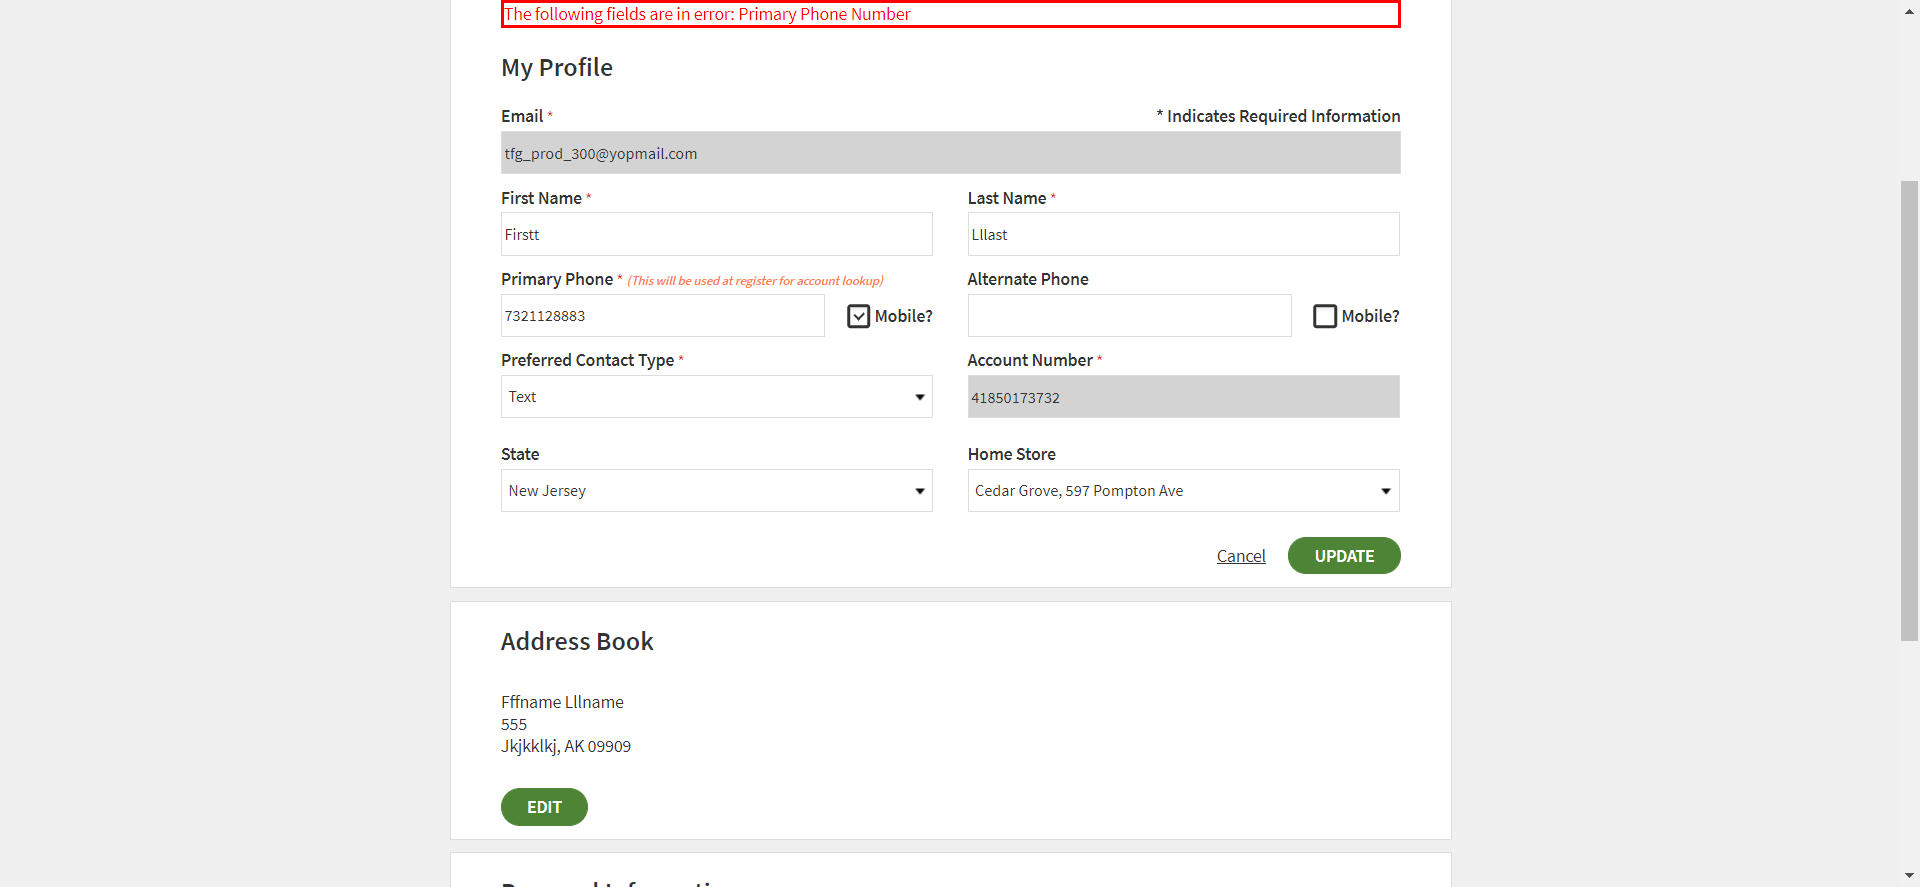 The following fields are in error: Primary Phone Number
My Profile
Email *
* Indicates Required Information
tfg_prod_300@yopmail.com
First Name *
Last Name *
Firstt
Lllast
Primary Phone * (This will be used at register for account lookup)
Alternate Phone
7321128883
Mobile?
Mobile?
Preferred Contact Type *
Account Number *
Text
41850173732
State
Home Store
New Jersey
Cedar Grove, 597 Pompton Ave
Cancel
UPDATE
Address Book
Fffname Lllname
555
Jkjkklkj, AK 09909
EDIT